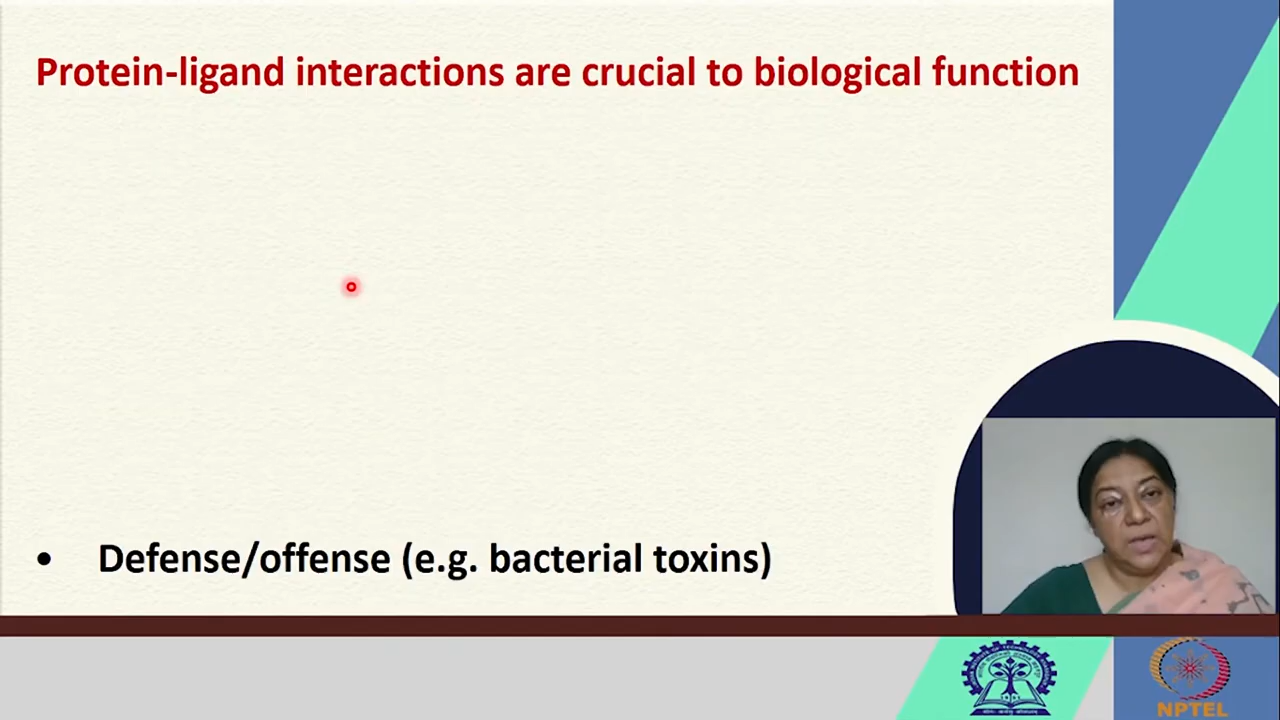 Protein-ligand interactions are crucial to biological function
• Defense/offense (e.g. bacterial toxins)
NPTEL